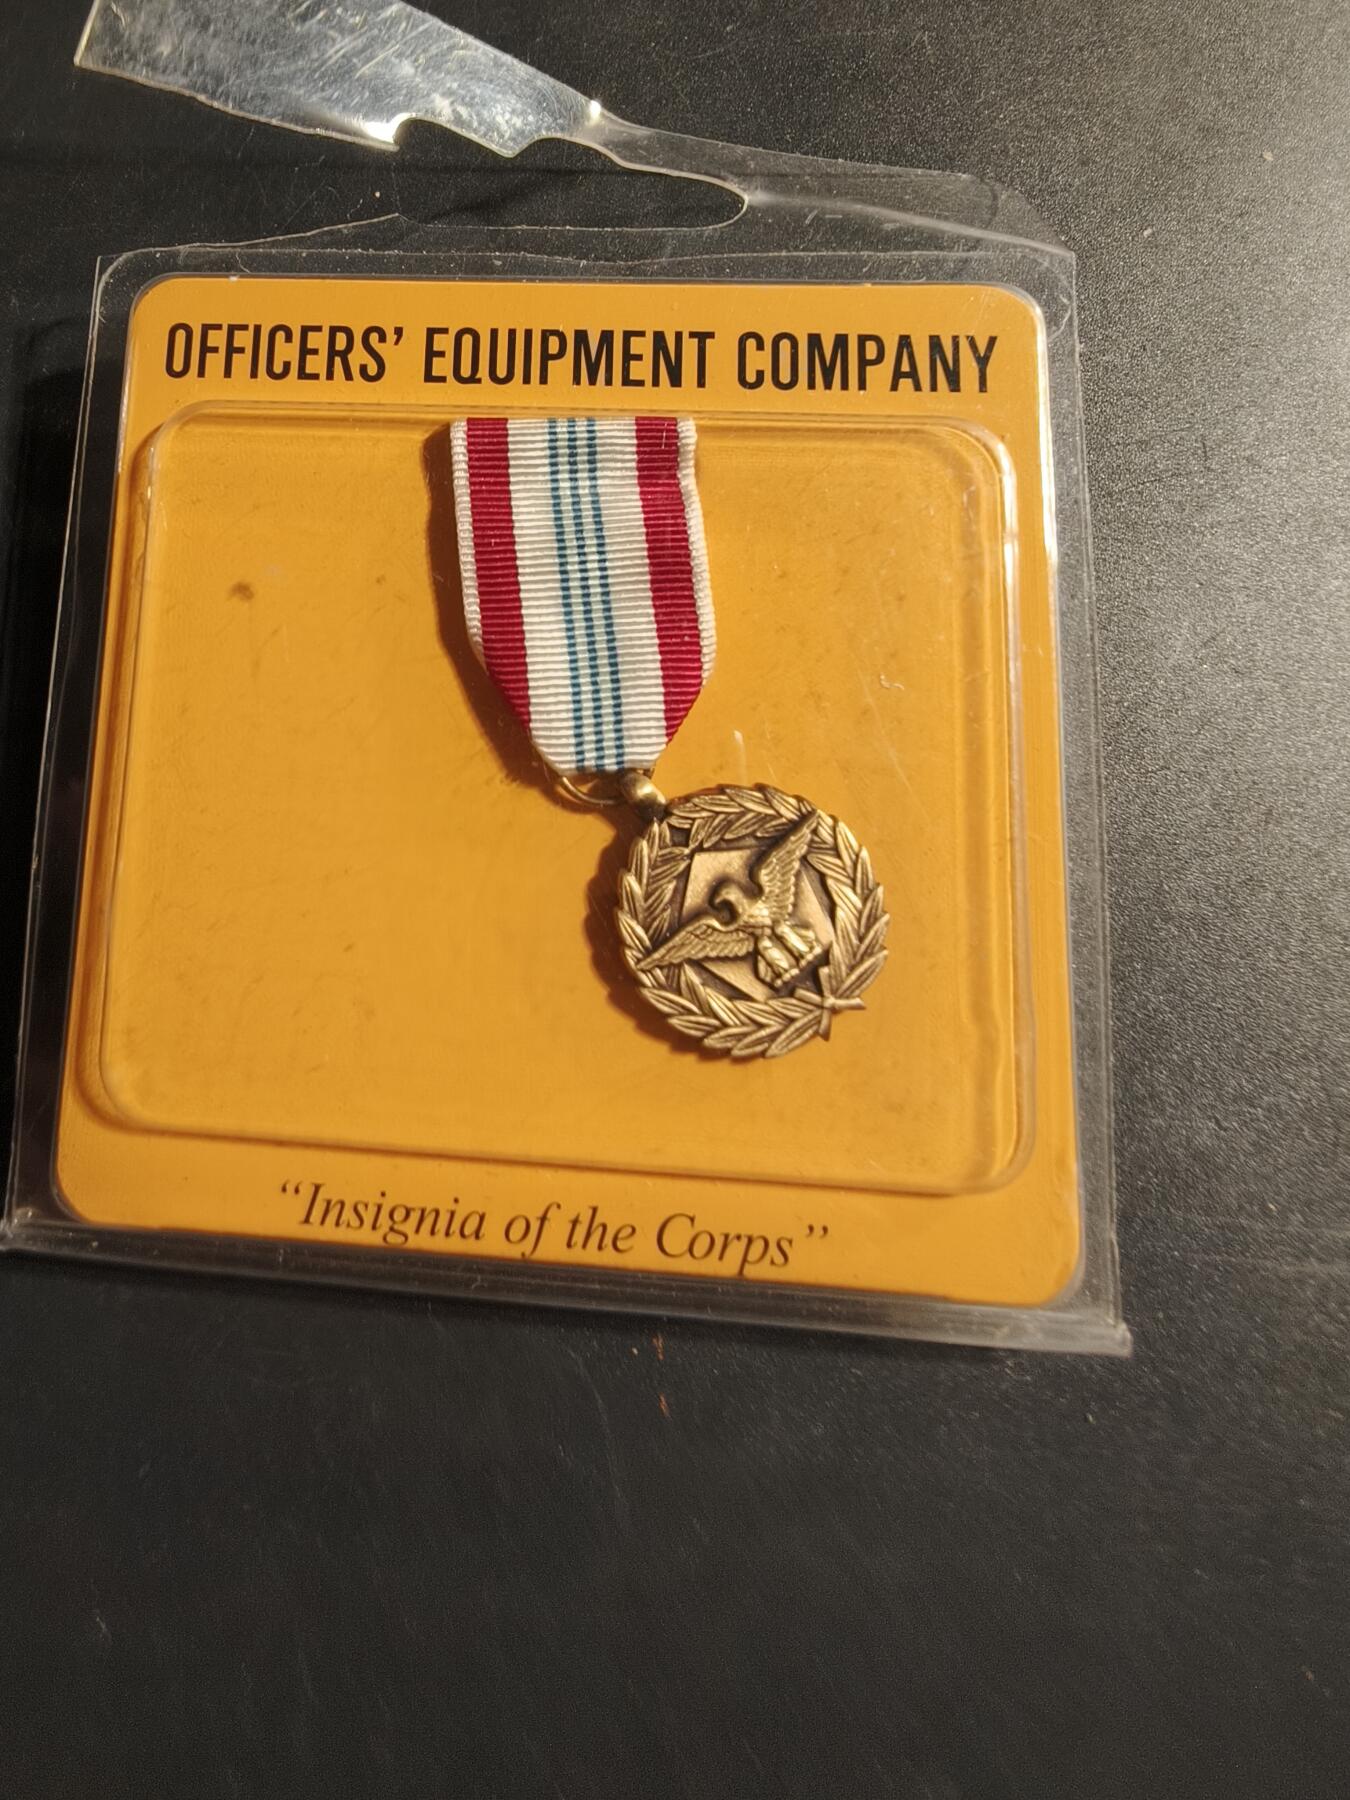 OFFICERS’ EQUIPMENT COMPANY
“Insignia of the Corps”